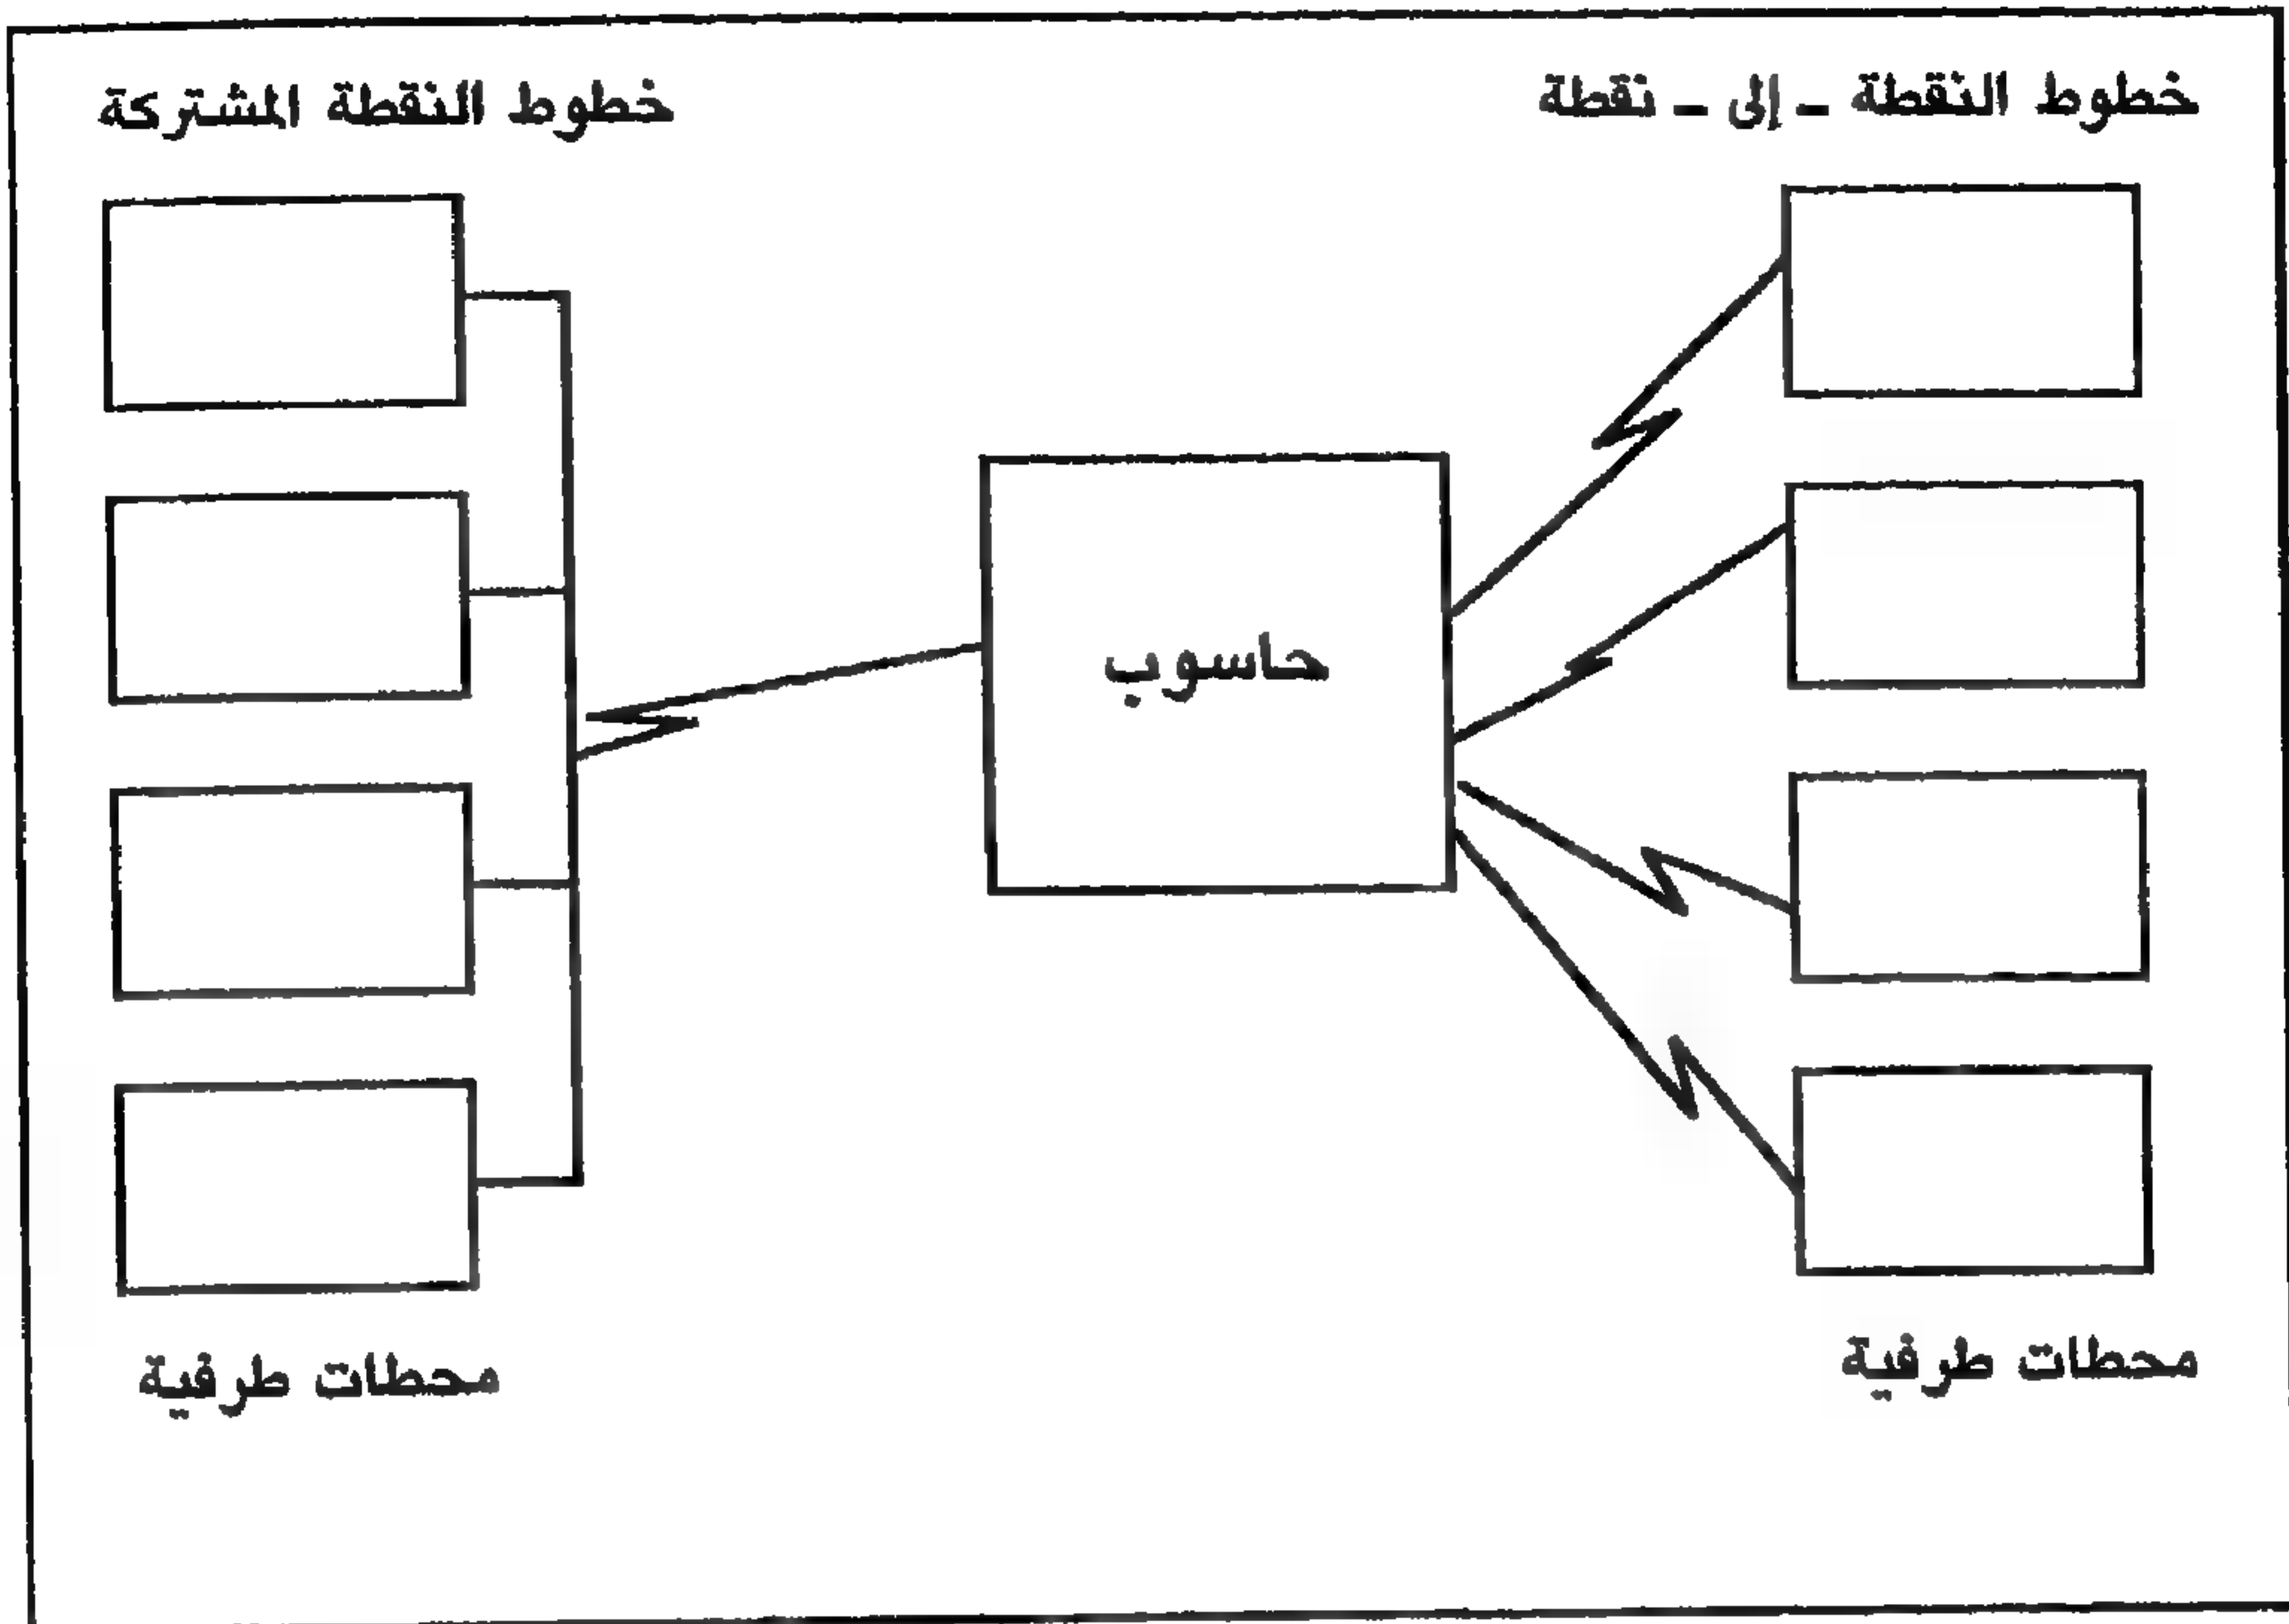 خطوط النقطة - إلى - نقطة
خطوط النقطة المشتركة
حاسوب
محطات طرفية
محطات طرفية